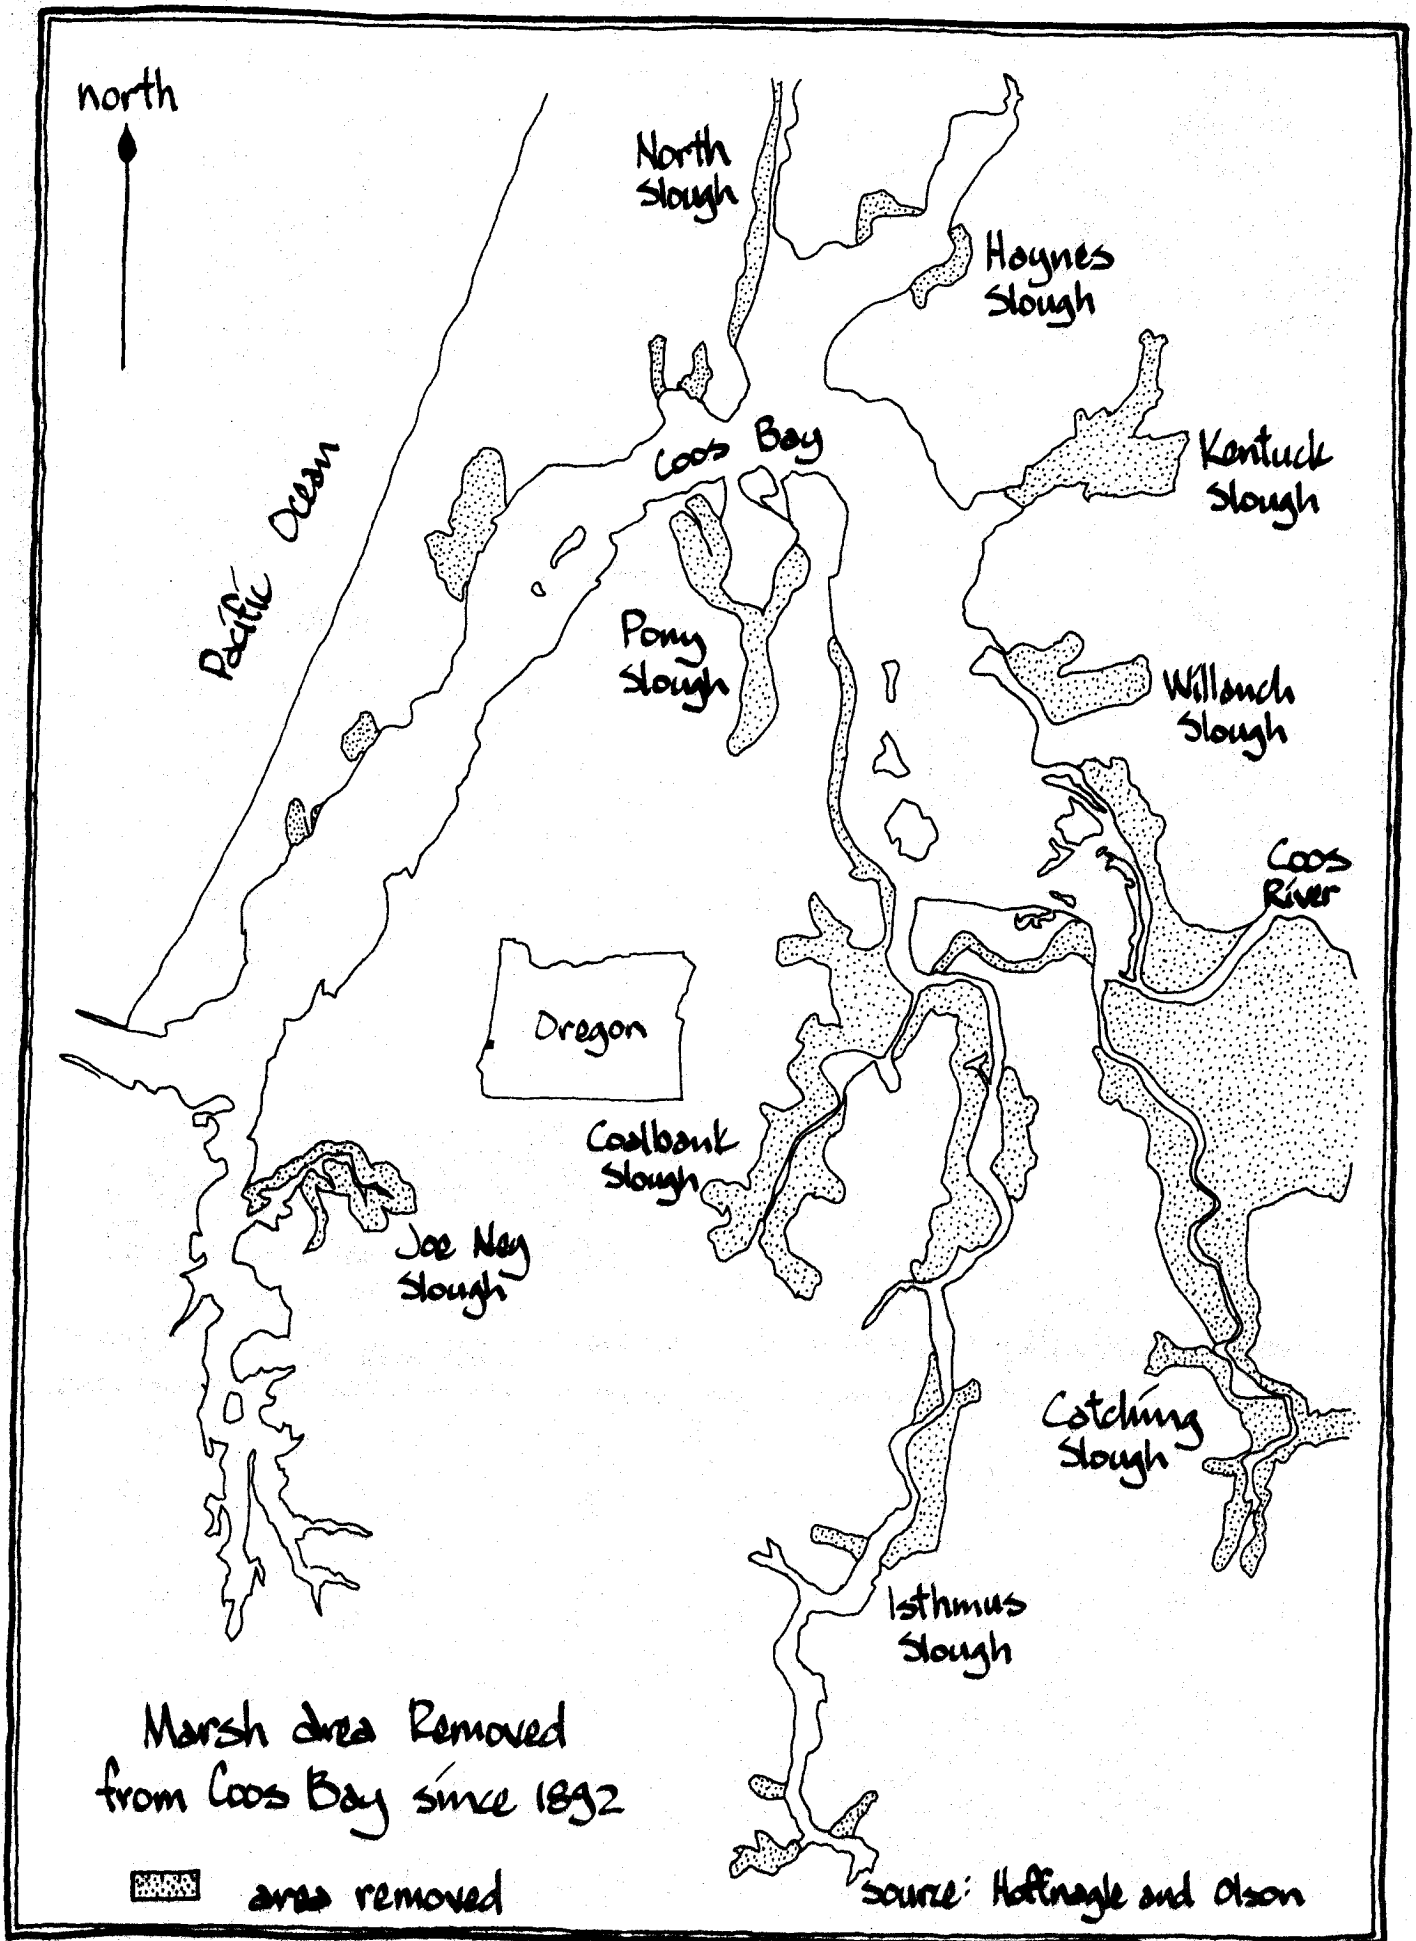 north
North
Slough
Haynes
Slough
Coos Bay
Kentuck
Slough
Pacific Ocean
Pony
Slough
Willanch
Slough
Coos
River
Oregon
Coalbank
Slough
Joe Ney
Slough
Catching
Slough
Isthmus
Slough
Marsh area Removed
from Coos Bay since 1892
area removed
source: Hoffnagle and Olson